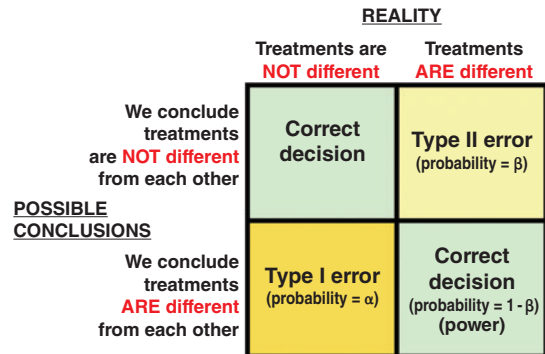 REALITY
Treatments are
NOT different
Treatments
ARE different
We conclude
treatments
are NOT different
from each other
Correct
decision
Type II error
(probability = β)
POSSIBLE
CONCLUSIONS
We conclude
treatments
ARE different
from each other
Type I error
(probability = α)
Correct
decision
(probability = 1 - β)
(power)